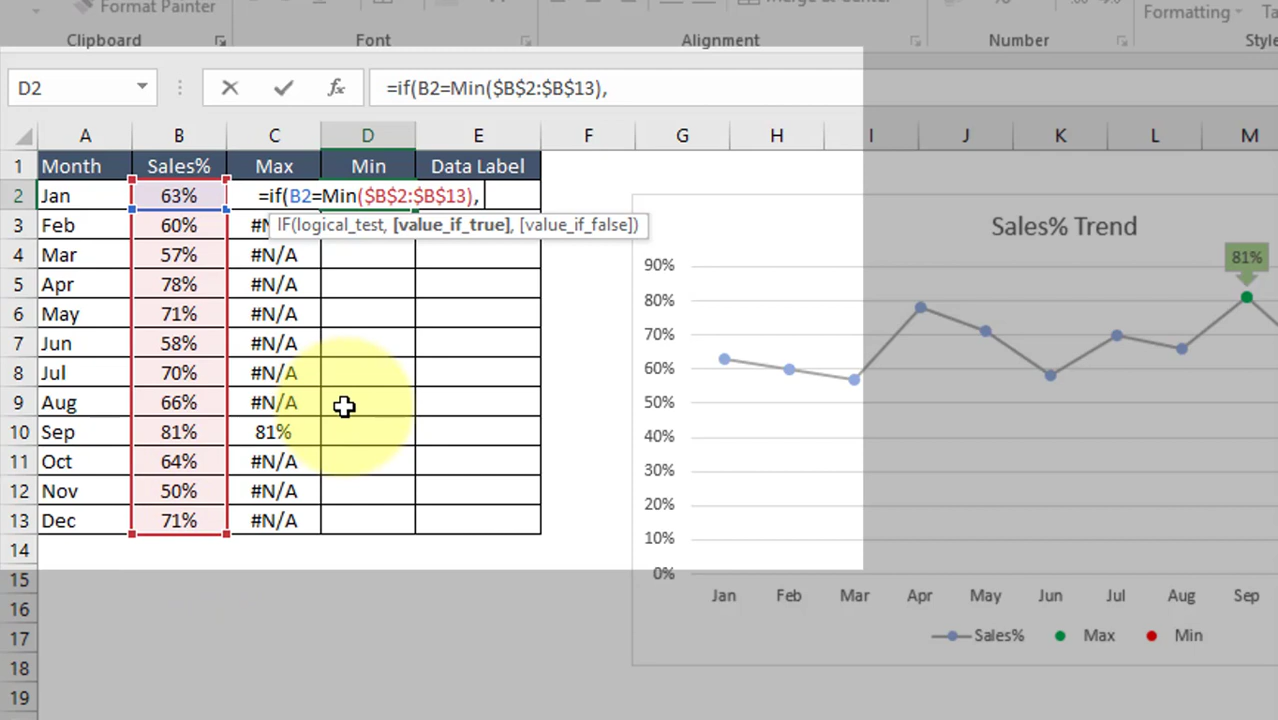 Format Painter
Merge & Center
Formatting
Clipboard Font Alignment Number Style
D2 fx =if(B2=Min($B$2:$B$13),
A B C D E F G H I J K L M
1 Month Sales% Max Min Data Label
2 Jan 63% =if(B2=Min($B$2:$B$13),
IF(logical_test, [value_if_true], [value_if_false])
3 Feb 60% #N
4 Mar 57% #N/A
5 Apr 78% #N/A
6 May 71% #N/A
7 Jun 58% #N/A
8 Jul 70% #N/A
9 Aug 66% #N/A
10 Sep 81% 81%
11 Oct 64% #N/A
12 Nov 50% #N/A
13 Dec 71% #N/A
14
15
16
17
18
19
Sales% Trend
81%
90%
80%
70%
60%
50%
40%
30%
20%
10%
0%
Jan Feb Mar Apr May Jun Jul Aug Sep
Sales% Max Min